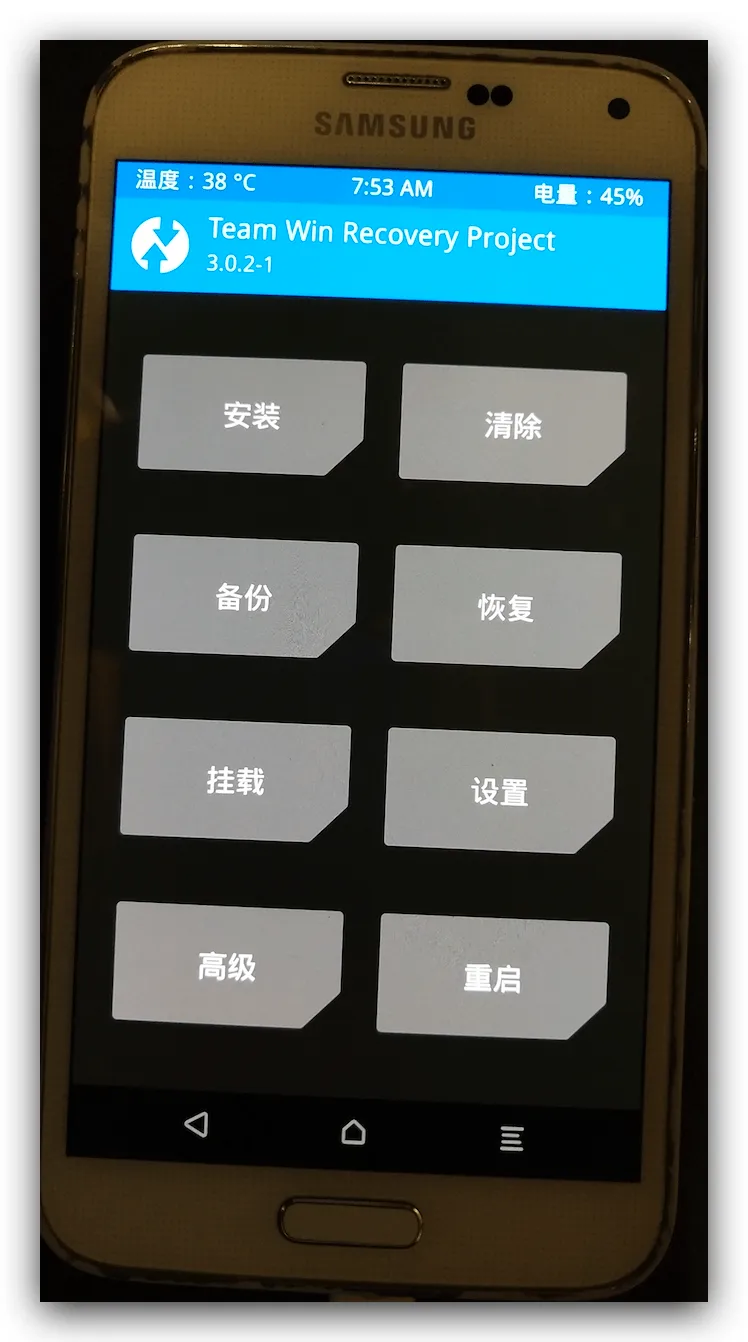 SAMSUNG
温度：38 °C 7:53 AM 电量：45%
Team Win Recovery Project
3.0.2-1
安装 清除
备份 恢复
挂载 设置
高级 重启